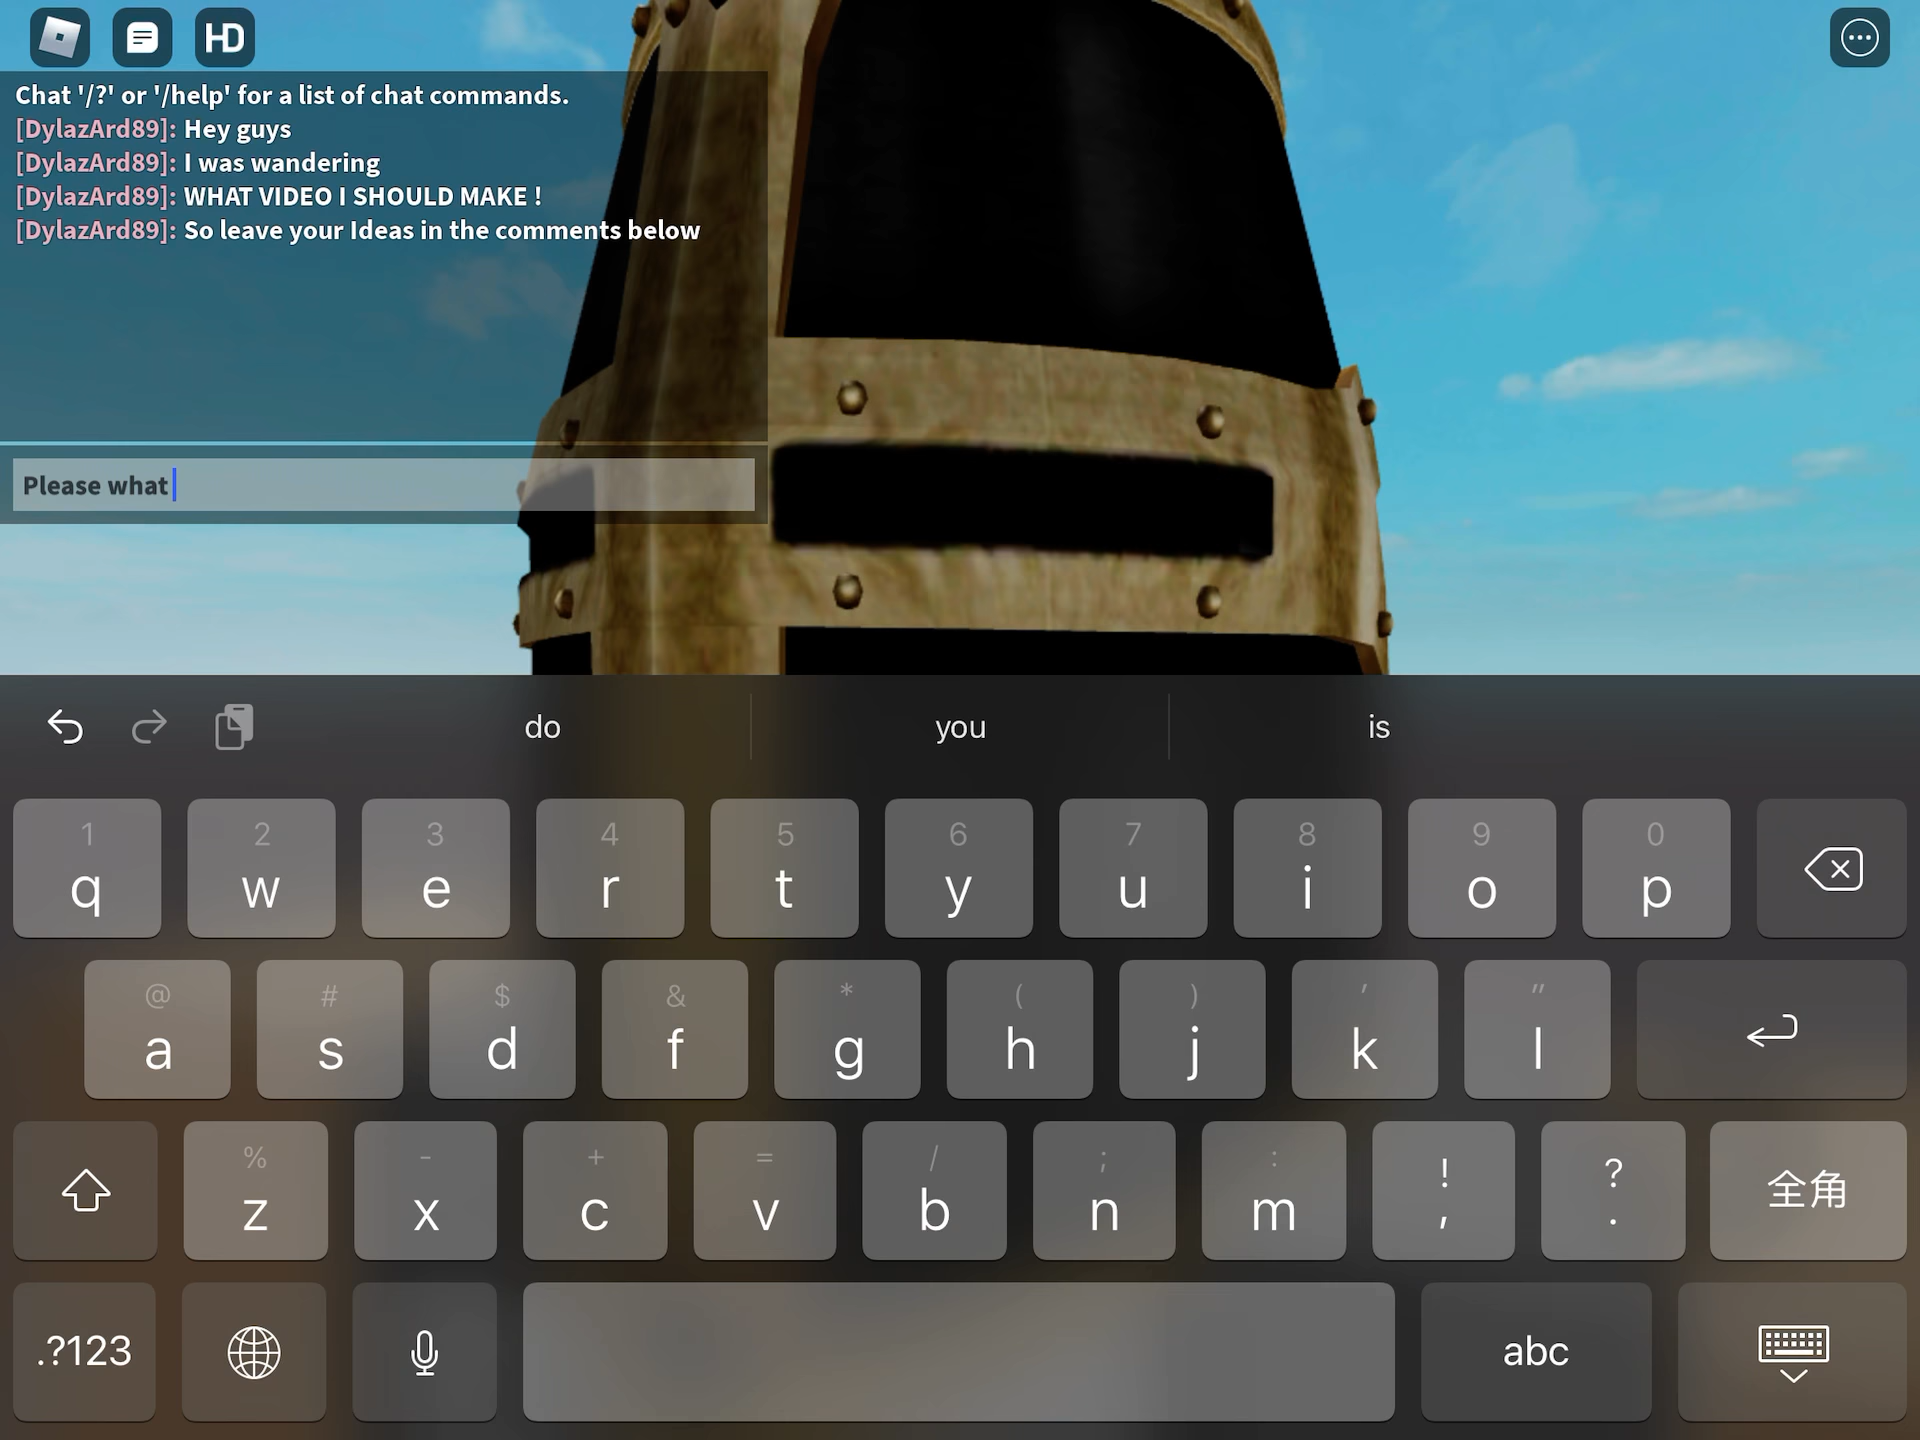 HD
Chat '/?' or '/help' for a list of chat commands.
[DylazArd89]: Hey guys
[DylazArd89]: I was wandering
[DylazArd89]: WHAT VIDEO I SHOULD MAKE !
[DylazArd89]: So leave your Ideas in the comments below
Please what
do you is
1 2 3 4 5 6 7 8 9 0
q w e r t y u i o p
@ # $ & * ( ) ' "
a s d f g h j k l
% - + = / ; : ! ?
z x c v b n m , . 全角
.?123 abc